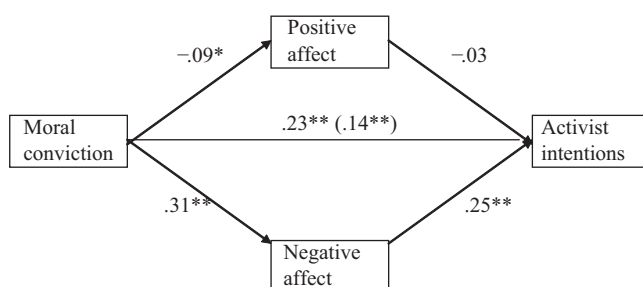 Positive
affect
−.09*
−.03
Moral
conviction
.23** (.14**)
Activist
intentions
.31**
.25**
Negative
affect